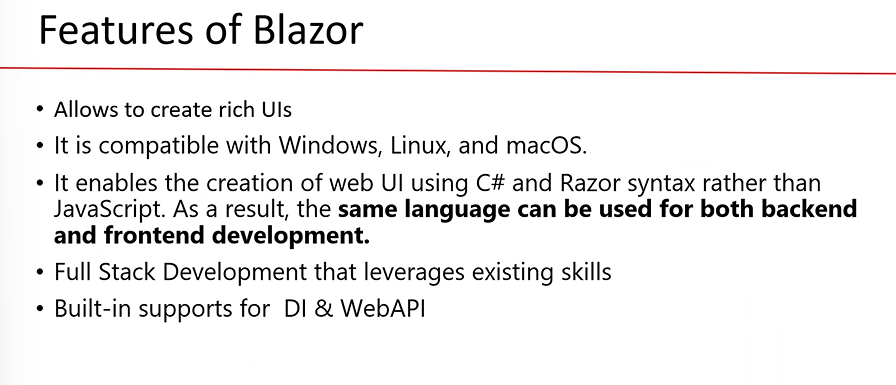 Features of Blazor
• Allows to create rich UIs
• It is compatible with Windows, Linux, and macOS.
• It enables the creation of web UI using C# and Razor syntax rather than
JavaScript. As a result, the same language can be used for both backend
and frontend development.
• Full Stack Development that leverages existing skills
• Built-in supports for  DI & WebAPI